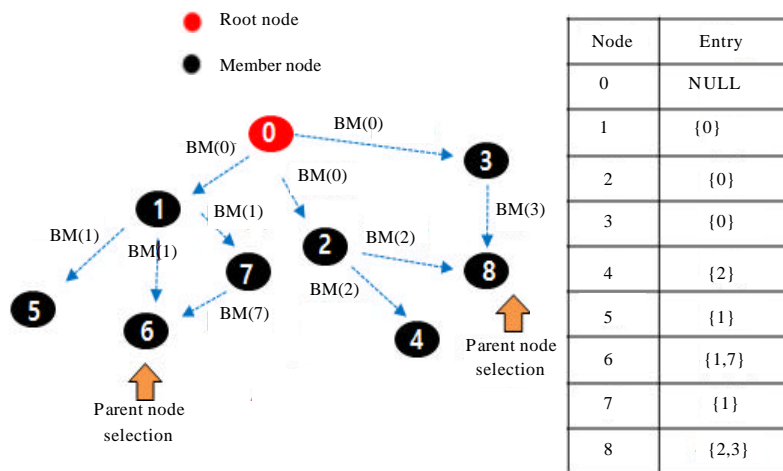 Root node
Member node
BM(0)
BM(0)
BM(0)
BM(3)
BM(1)
BM(1)
BM(1)
BM(2)
BM(2)
BM(7)
0
1
2
3
4
5
6
7
8
Parent node
selection
Parent node
selection
Node Entry
0 NULL
1 {0}
2 {0}
3 {0}
4 {2}
5 {1}
6 {1,7}
7 {1}
8 {2,3}